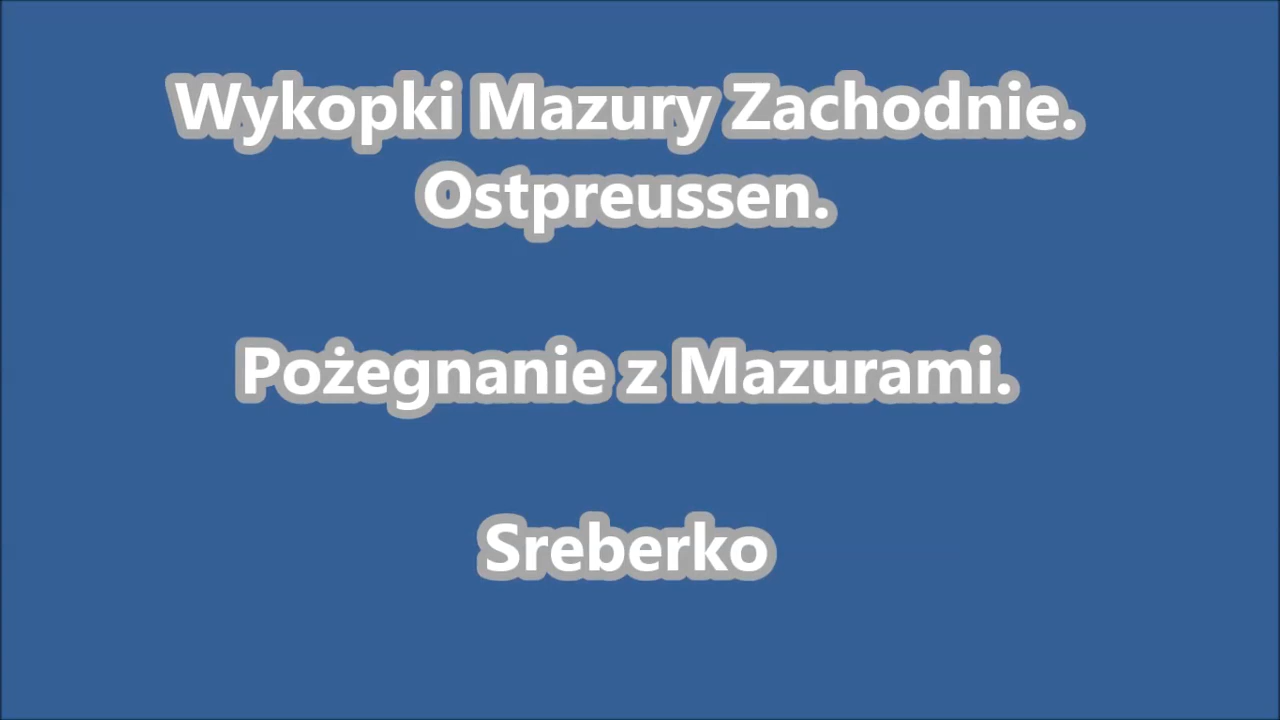 Wykopki Mazury Zachodnie.
Ostpreussen.
Pożegnanie z Mazurami.
Sreberko